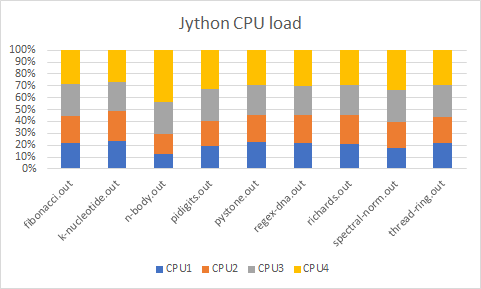 Jython CPU load
100%
90%
80%
70%
60%
50%
40%
30%
20%
10%
0%
fibonacci.out
k-nucleotide.out
n-body.out
pidigits.out
pystone.out
regex-dna.out
richards.out
spectral-norm.out
thread-ring.out
CPU1 CPU2 CPU3 CPU4